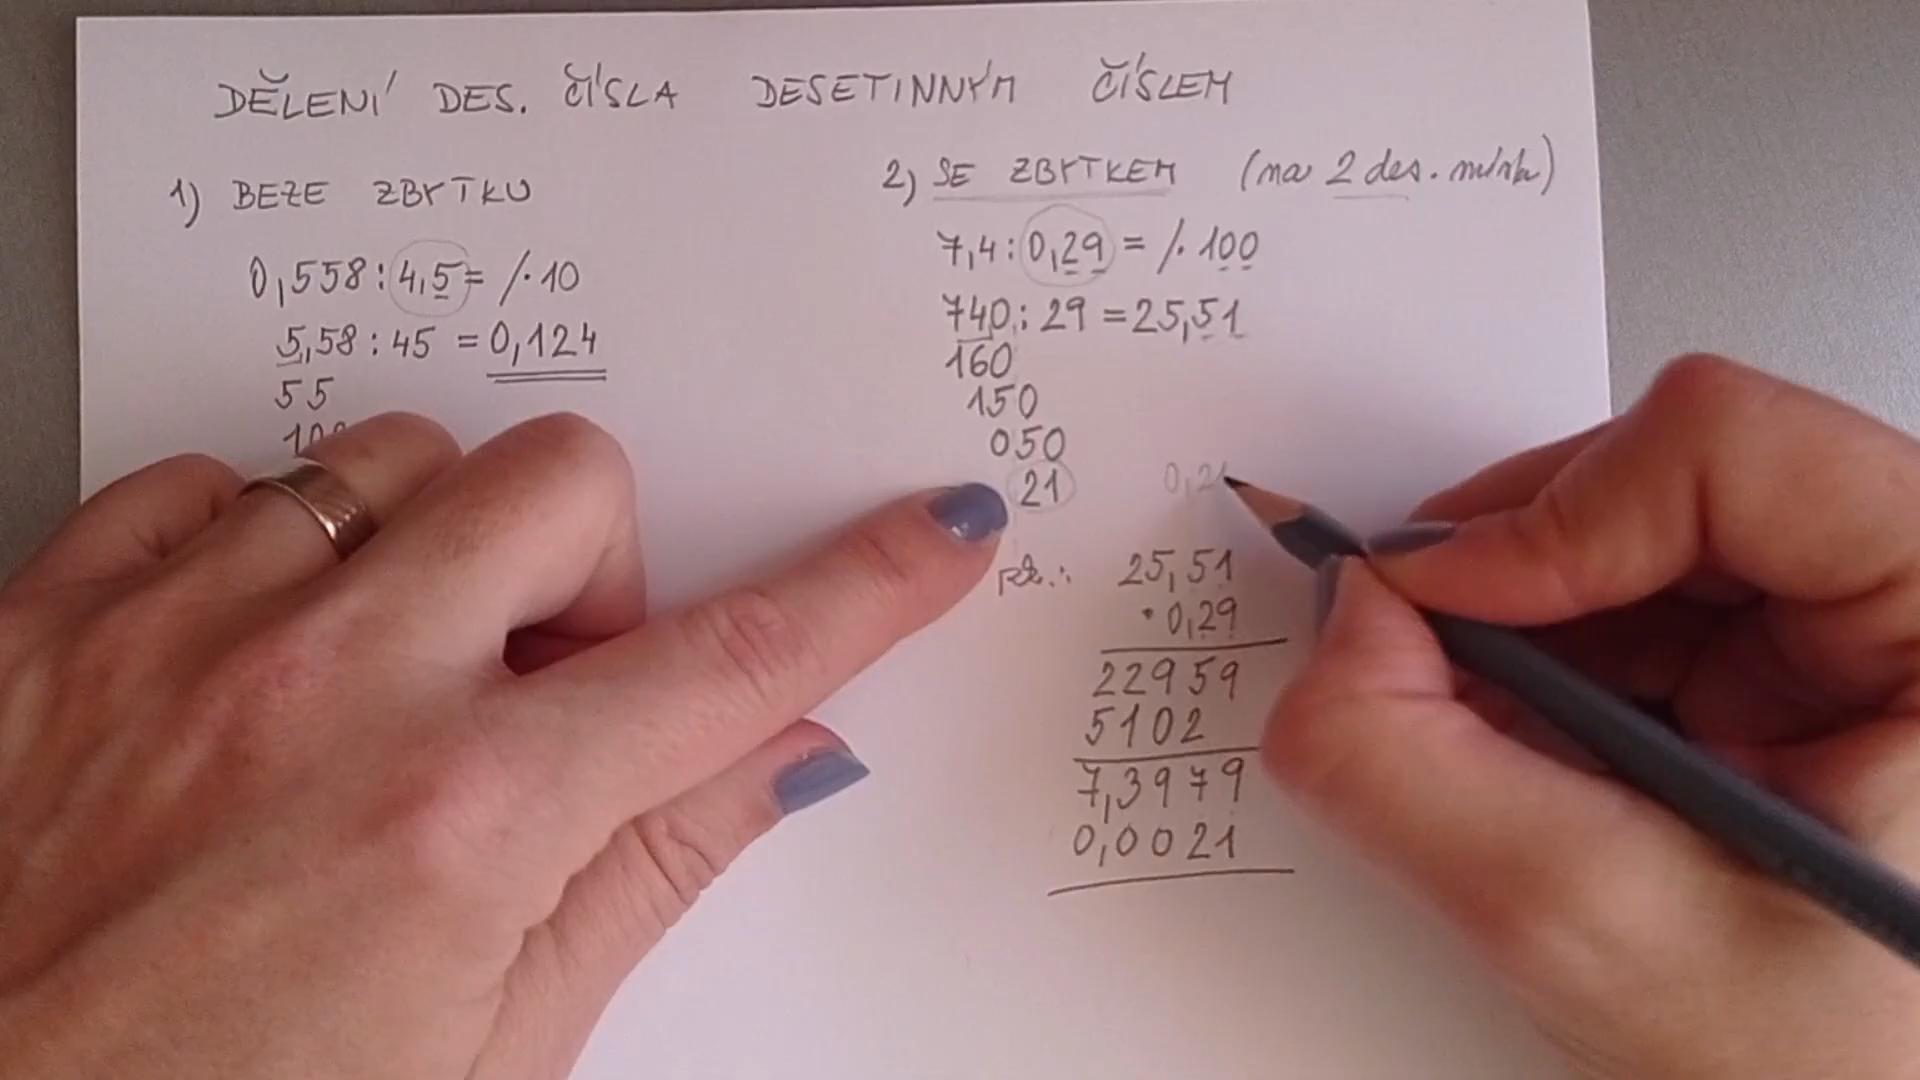 DĚLENÍ DES. ČÍSLA DESETINNÝM ČÍSLEM
1) BEZE ZBYTKU
0,558 : 4,5 = /· 10
5,58 : 45 = 0,124
55
2) SE ZBYTKEM (na 2 des. místa)
7,4 : 0,29 = /· 100
740 : 29 = 25,51
160
150
050
21
0,21
zk.:
25,51
· 0,29
22959
5102
7,3979
0,0021